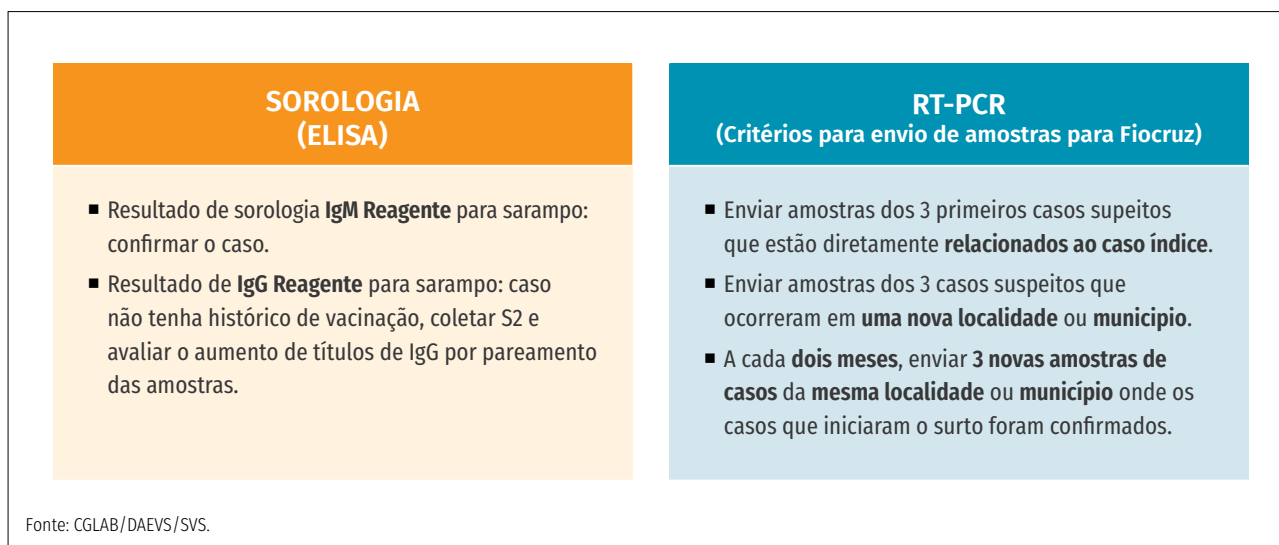 SOROLOGIA
(ELISA)
■ Resultado de sorologia IgM Reagente para sarampo:
confirmar o caso.
■ Resultado de IgG Reagente para sarampo: caso
não tenha histórico de vacinação, coletar S2 e
avaliar o aumento de títulos de IgG por pareamento
das amostras.
RT-PCR
(Critérios para envio de amostras para Fiocruz)
■ Enviar amostras dos 3 primeiros casos supeitos
que estão diretamente relacionados ao caso índice.
■ Enviar amostras dos 3 casos suspeitos que
ocorreram em uma nova localidade ou municipio.
■ A cada dois meses, enviar 3 novas amostras de
casos da mesma localidade ou município onde os
casos que iniciaram o surto foram confirmados.
Fonte: CGLAB/DAEVS/SVS.